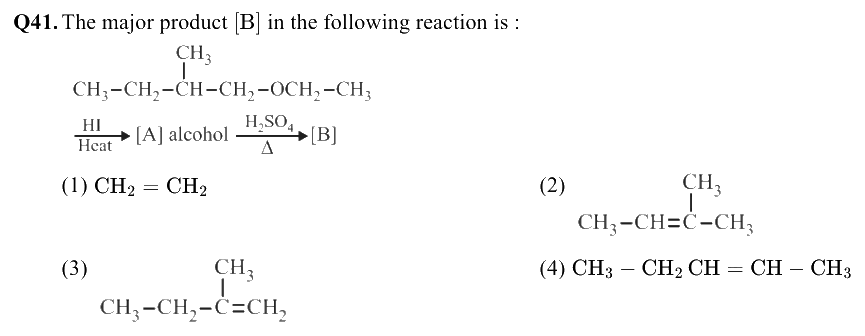 Q41. The major product [B] in the following reaction is :
CH₃
CH₃–CH₂–CH–CH₂–OCH₂–CH₃
HI
Heat
[A] alcohol
H₂SO₄
Δ
[B]
(1) CH₂ = CH₂
(2)
CH₃
CH₃–CH=C–CH₃
(3)
CH₃
CH₃–CH₂–C=CH₂
(4) CH₃ – CH₂ CH = CH – CH₃